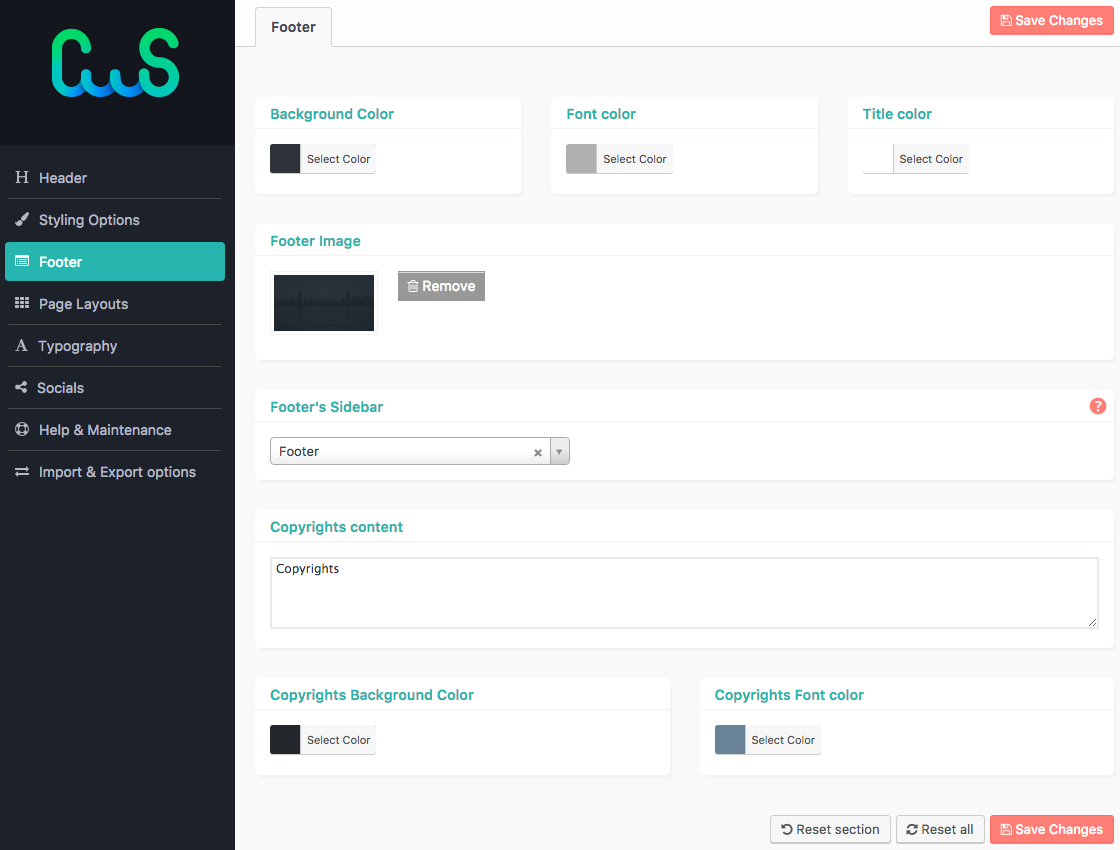 CWS
Footer
Save Changes
Header
Styling Options
Footer
Page Layouts
Typography
Socials
Help & Maintenance
Import & Export options
Background Color
Font color
Title color
Select Color
Select Color
Select Color
Footer Image
Remove
Footer's Sidebar
?
Footer
Copyrights content
Copyrights
Copyrights Background Color
Copyrights Font color
Select Color
Select Color
Reset section
Reset all
Save Changes